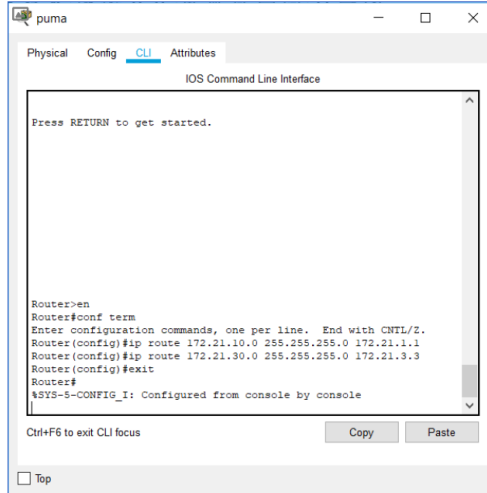 puma
Physical Config CLI Attributes
IOS Command Line Interface
Press RETURN to get started.
Router>en
Router#conf term
Enter configuration commands, one per line.  End with CNTL/Z.
Router(config)#ip route 172.21.10.0 255.255.255.0 172.21.1.1
Router(config)#ip route 172.21.30.0 255.255.255.0 172.21.3.3
Router(config)#exit
Router#
%SYS-5-CONFIG_I: Configured from console by console
Ctrl+F6 to exit CLI focus Copy Paste
Top